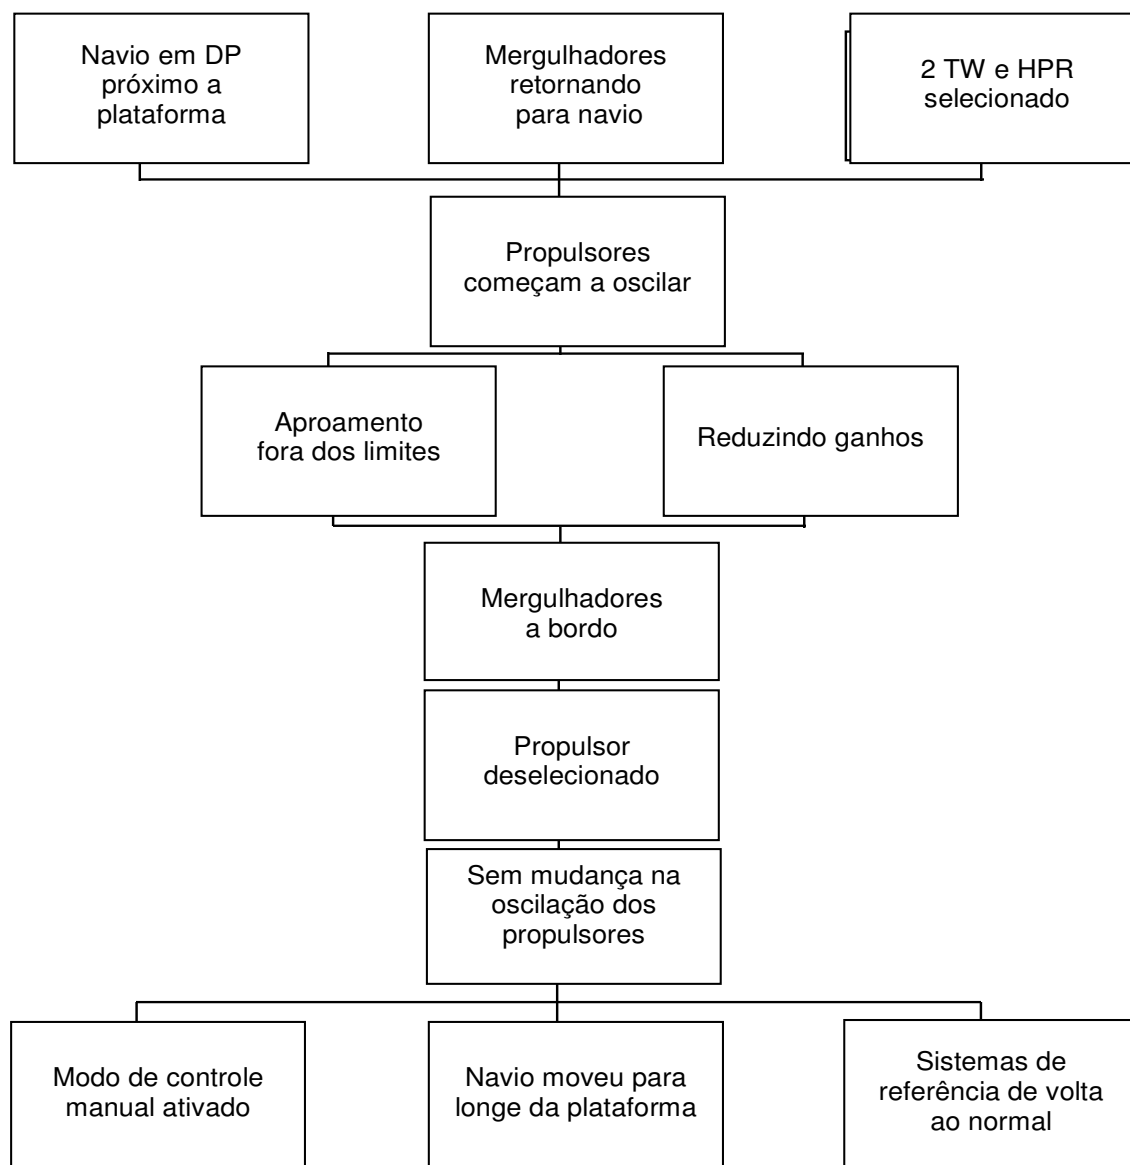 Navio em DP
próximo a
plataforma
Mergulhadores
retornando
para navio
2 TW e HPR
selecionado
Propulsores
começam a oscilar
Aproamento
fora dos limites
Reduzindo ganhos
Mergulhadores
a bordo
Propulsor
deselecionado
Sem mudança na
oscilação dos
propulsores
Modo de controle
manual ativado
Navio moveu para
longe da plataforma
Sistemas de
referência de volta
ao normal